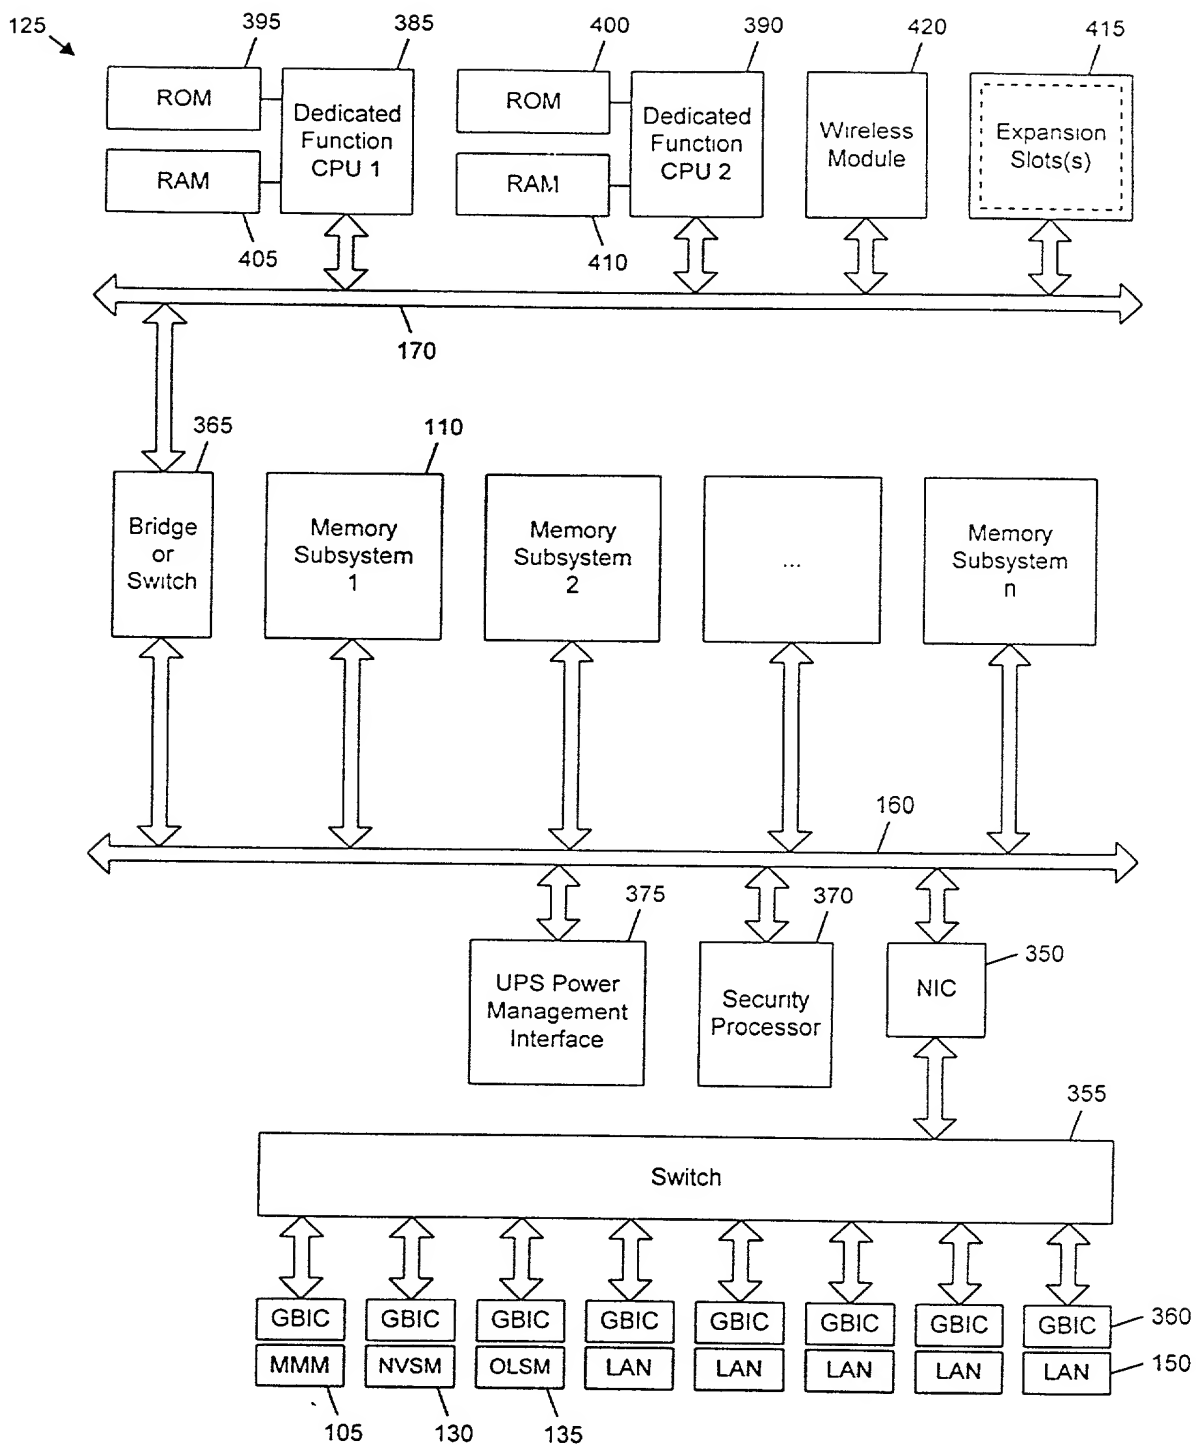 125
395
385
400
390
420
415
ROM
Dedicated
Function
CPU 1
RAM
ROM
Dedicated
Function
CPU 2
RAM
Wireless
Module
Expansion
Slots(s)
405
410
170
365
110
Bridge
or
Switch
Memory
Subsystem
1
Memory
Subsystem
2
...
Memory
Subsystem
n
160
375
370
350
UPS Power
Management
Interface
Security
Processor
NIC
355
Switch
GBIC
GBIC
GBIC
GBIC
GBIC
GBIC
GBIC
GBIC
360
MMM
NVSM
OLSM
LAN
LAN
LAN
LAN
LAN
150
105
130
135